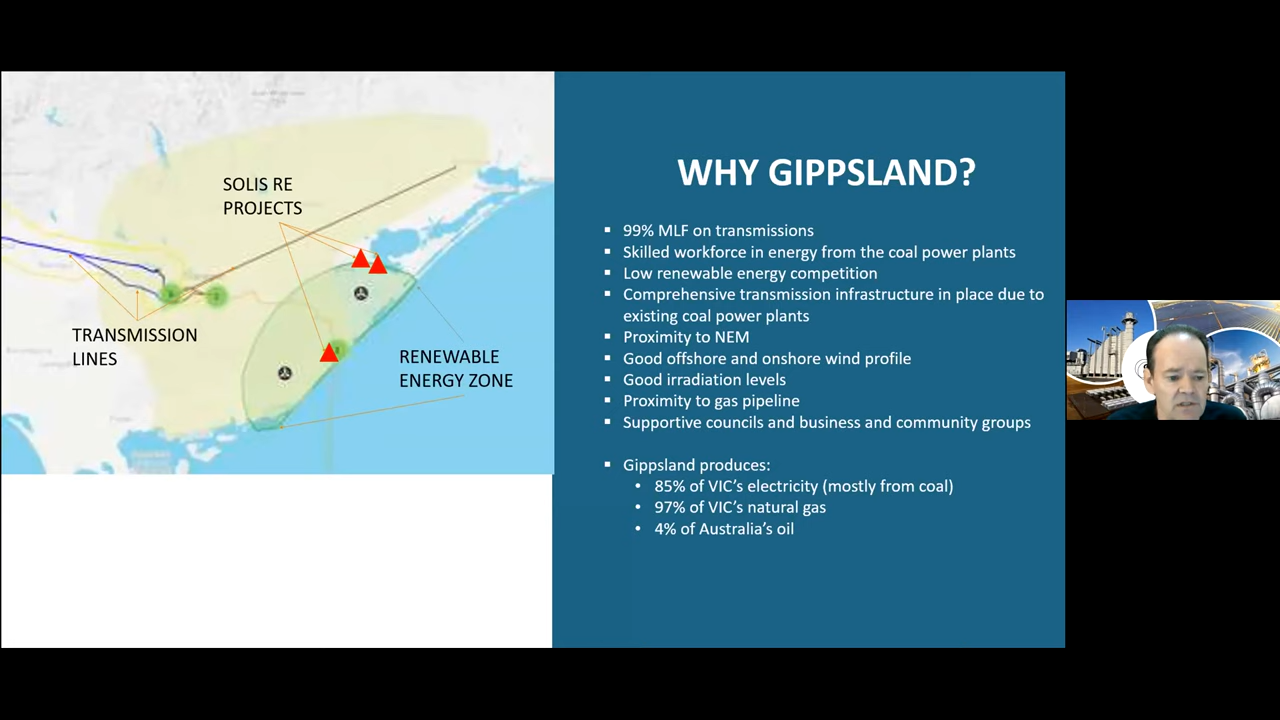 SOLIS RE
PROJECTS
TRANSMISSION
LINES
RENEWABLE
ENERGY ZONE
WHY GIPPSLAND?
▪ 99% MLF on transmissions
▪ Skilled workforce in energy from the coal power plants
▪ Low renewable energy competition
▪ Comprehensive transmission infrastructure in place due to
existing coal power plants
▪ Proximity to NEM
▪ Good offshore and onshore wind profile
▪ Good irradiation levels
▪ Proximity to gas pipeline
▪ Supportive councils and business and community groups
▪ Gippsland produces:
• 85% of VIC's electricity (mostly from coal)
• 97% of VIC's natural gas
• 4% of Australia's oil